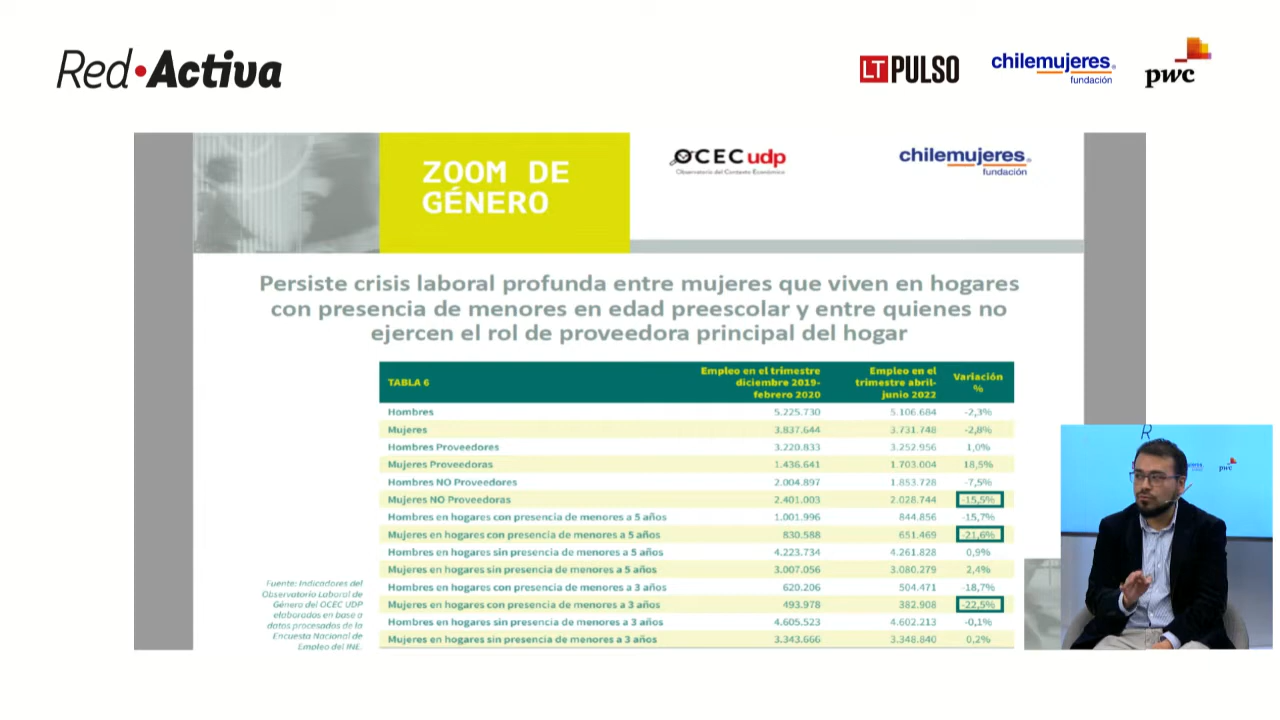 Red•Activa
LT PULSO
chilemujeres®
fundación
pwc
ZOOM DE
GÉNERO
OCEC udp
Observatorio del Contexto Económico
chilemujeres®
fundación
Persiste crisis laboral profunda entre mujeres que viven en hogares
con presencia de menores en edad preescolar y entre quienes no
ejercen el rol de proveedora principal del hogar
TABLA 6 Empleo en el trimestre diciembre 2019-febrero 2020 Empleo en el trimestre abril-junio 2022 Variación %
Hombres 5.225.730 5.106.684 -2,3%
Mujeres 3.837.644 3.731.748 -2,8%
Hombres Proveedores 3.220.833 3.252.956 1,0%
Mujeres Proveedoras 1.436.641 1.703.004 18,5%
Hombres NO Proveedores 2.004.897 1.853.728 -7,5%
Mujeres NO Proveedoras 2.401.003 2.028.744 -15,5%
Hombres en hogares con presencia de menores a 5 años 1.001.996 844.856 -15,7%
Mujeres en hogares con presencia de menores a 5 años 830.588 651.469 -21,6%
Hombres en hogares sin presencia de menores a 5 años 4.223.734 4.261.828 0,9%
Mujeres en hogares sin presencia de menores a 5 años 3.007.056 3.080.279 2,4%
Hombres en hogares con presencia de menores a 3 años 620.206 504.471 -18,7%
Mujeres en hogares con presencia de menores a 3 años 493.978 382.908 -22,5%
Hombres en hogares sin presencia de menores a 3 años 4.605.523 4.602.213 -0,1%
Mujeres en hogares sin presencia de menores a 3 años 3.343.666 3.348.840 0,2%
Fuente: Indicadores del
Observatorio Laboral de
Género del OCEC UDP
elaborados en base a
datos procesados de la
Encuesta Nacional de
Empleo del INE.
R
pwc